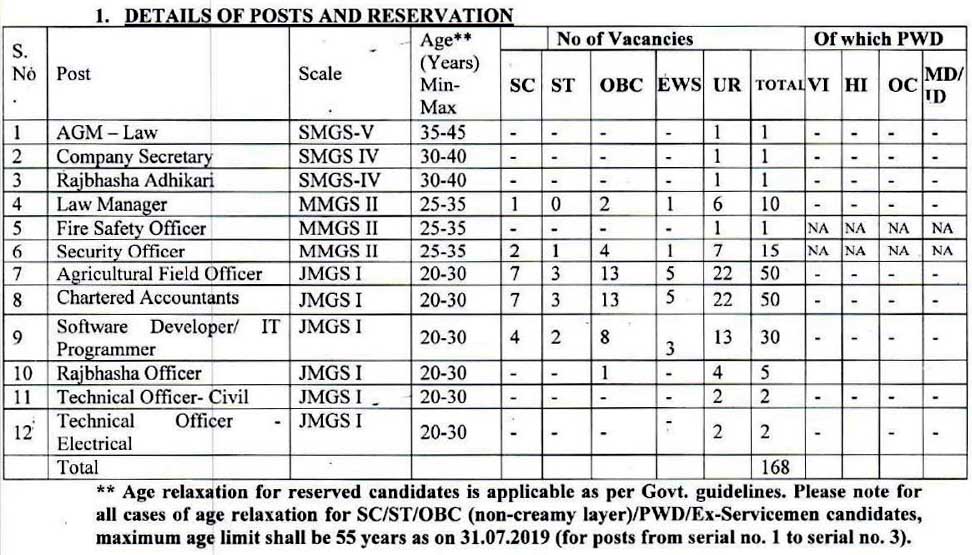 1. DETAILS OF POSTS AND RESERVATION
S. No Post Scale Age** (Years) Min-Max No of Vacancies Of which PWD
SC ST OBC EWS UR TOTAL VI HI OC MD/ID
1 AGM – Law SMGS-V 35-45 - - - - 1 1 - - - -
2 Company Secretary SMGS IV 30-40 - - - - 1 1 - - - -
3 Rajbhasha Adhikari SMGS-IV 30-40 - - - - 1 1 - - - -
4 Law Manager MMGS II 25-35 1 0 2 1 6 10 - - - -
5 Fire Safety Officer MMGS II 25-35 - - - - 1 1 NA NA NA NA
6 Security Officer MMGS II 25-35 2 1 4 1 7 15 NA NA NA NA
7 Agricultural Field Officer JMGS I 20-30 7 3 13 5 22 50 - - - -
8 Chartered Accountants JMGS I 20-30 7 3 13 5 22 50 - - - -
9 Software Developer/ IT Programmer JMGS I 20-30 4 2 8 3 13 30 - - - -
10 Rajbhasha Officer JMGS I 20-30 - - 1 - 4 5
11 Technical Officer- Civil JMGS I 20-30 - - - - 2 2 - - - -
12 Technical Officer - Electrical JMGS I 20-30 - - - - 2 2 - - - -
Total 168
** Age relaxation for reserved candidates is applicable as per Govt. guidelines. Please note for
all cases of age relaxation for SC/ST/OBC (non-creamy layer)/PWD/Ex-Servicemen candidates,
maximum age limit shall be 55 years as on 31.07.2019 (for posts from serial no. 1 to serial no. 3).